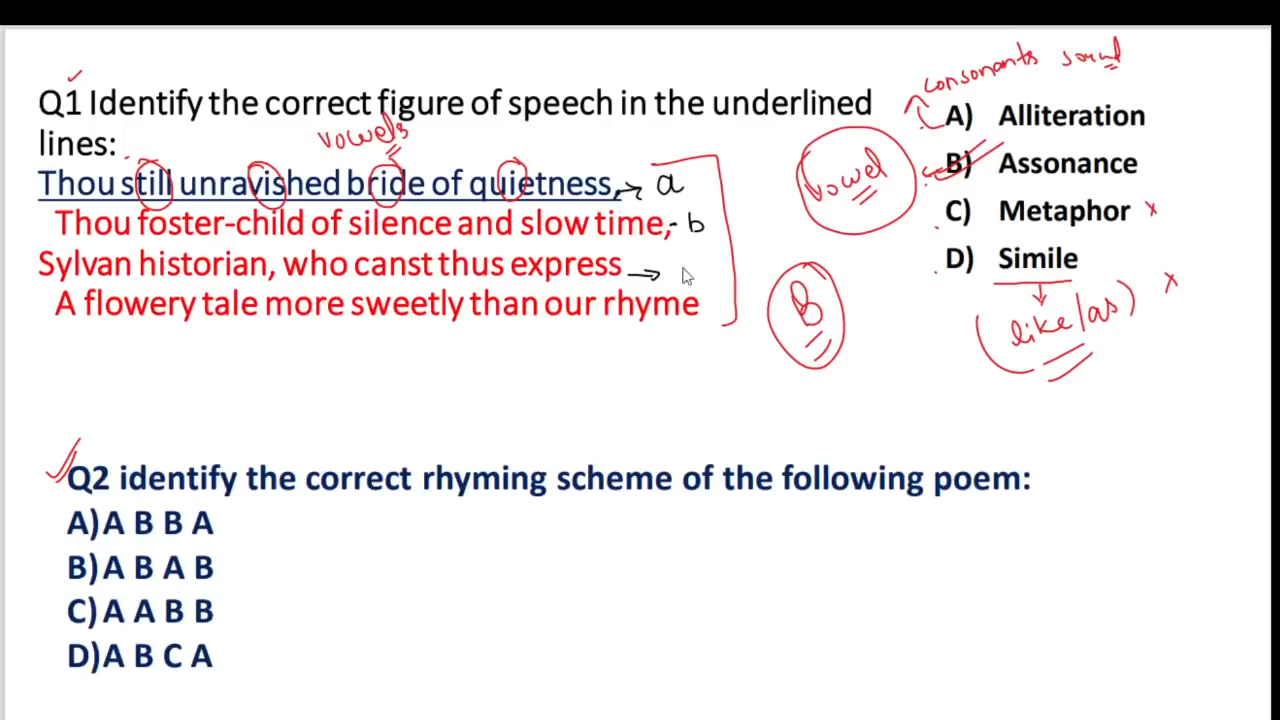 consonants sound
Q1 Identify the correct figure of speech in the underlined
lines:
vowels
Thou still unravished bride of quietness, → a
Thou foster-child of silence and slow time, - b
Sylvan historian, who canst thus express →
A flowery tale more sweetly than our rhyme
vowel
B
A) Alliteration
B) Assonance
C) Metaphor x
D) Simile x
(like/as)
Q2 identify the correct rhyming scheme of the following poem:
A)A B B A
B)A B A B
C)A A B B
D)A B C A